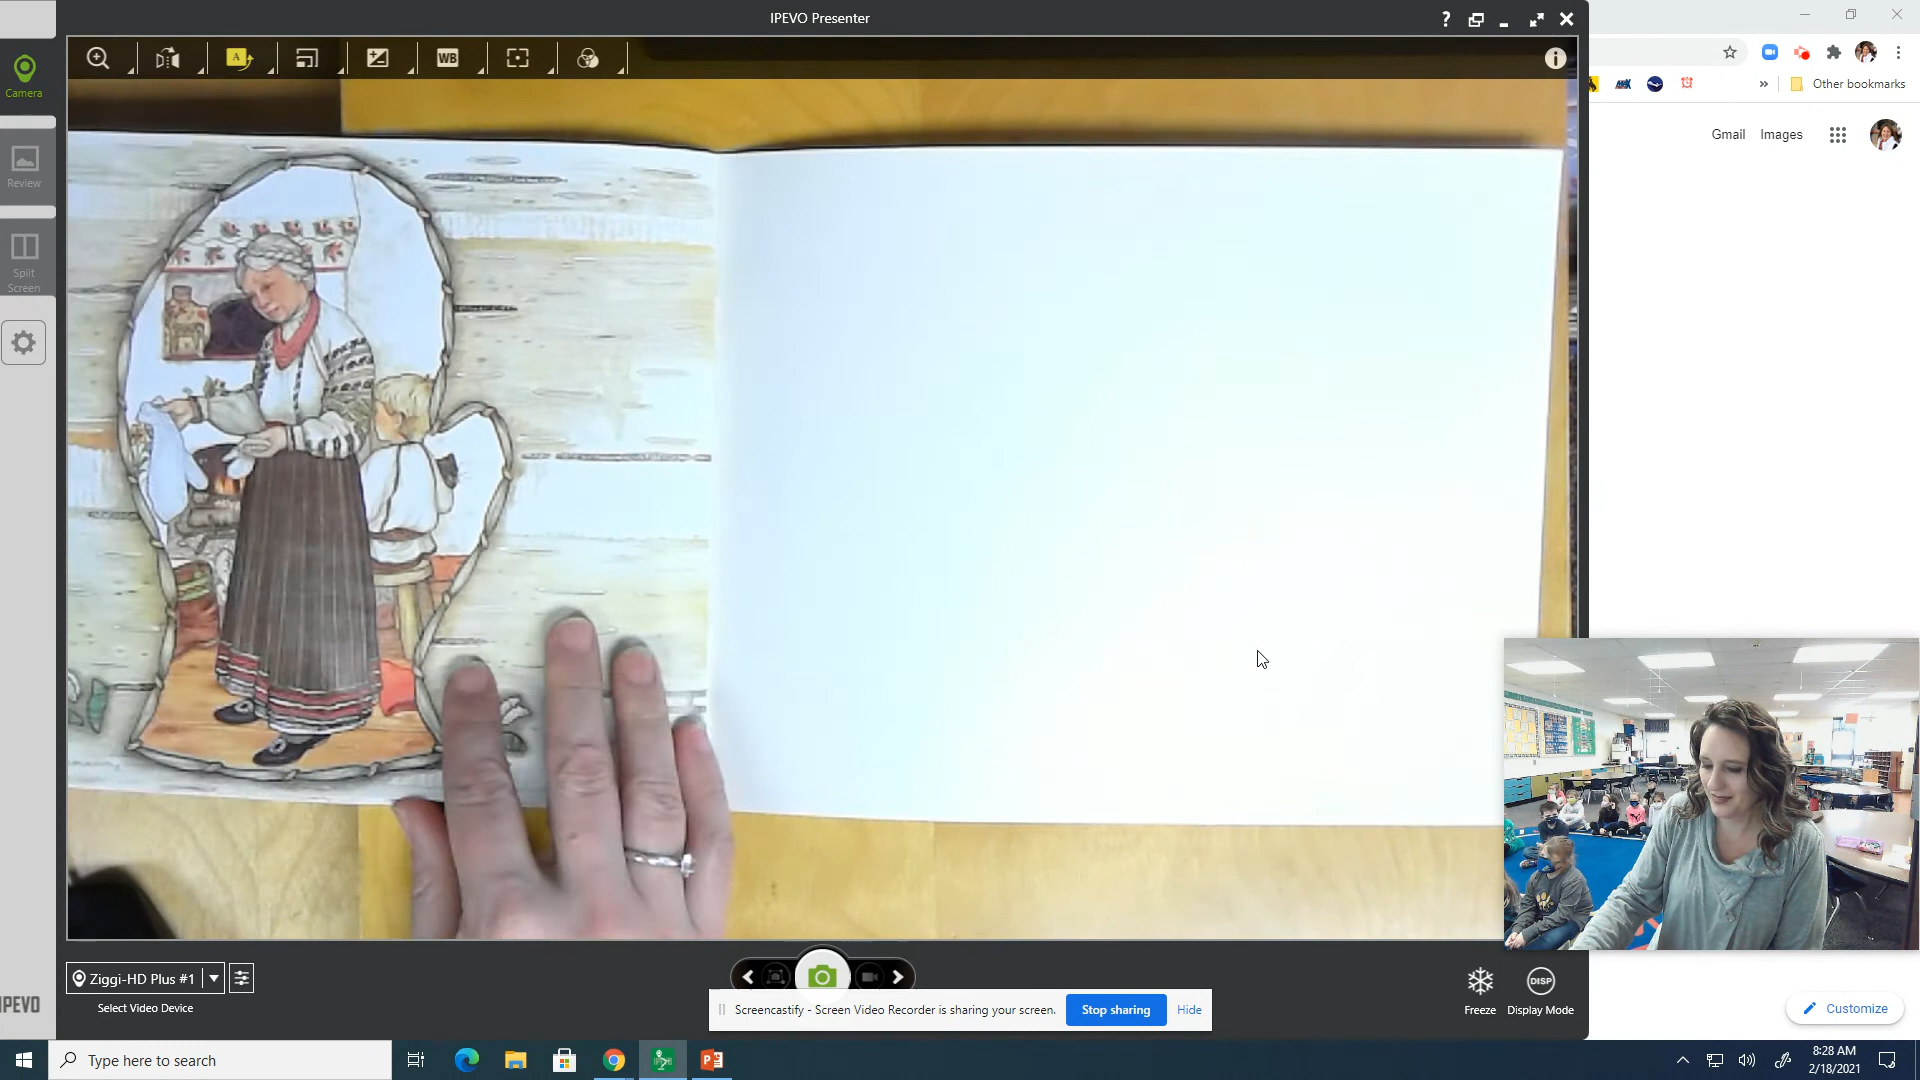 IPEVO Presenter
?
Camera
A
WB
Other bookmarks
Gmail
Images
Review
Split
Screen
Ziggi-HD Plus #1
Select Video Device
Freeze
DISP
Display Mode
Screencastify - Screen Video Recorder is sharing your screen.
Stop sharing
Hide
Customize
IPEVO
Type here to search
8:28 AM
2/18/2021